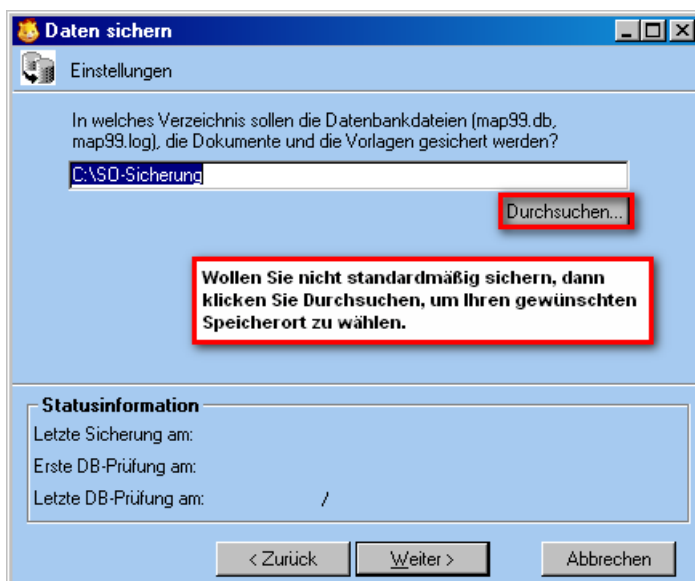 Daten sichern
Einstellungen
In welches Verzeichnis sollen die Datenbankdateien (map99.db,
map99.log), die Dokumente und die Vorlagen gesichert werden?
C:\SO-Sicherung
Durchsuchen...
Wollen Sie nicht standardmäßig sichern, dann
klicken Sie Durchsuchen, um Ihren gewünschten
Speicherort zu wählen.
Statusinformation
Letzte Sicherung am:
Erste DB-Prüfung am:
Letzte DB-Prüfung am: /
< Zurück Weiter > Abbrechen